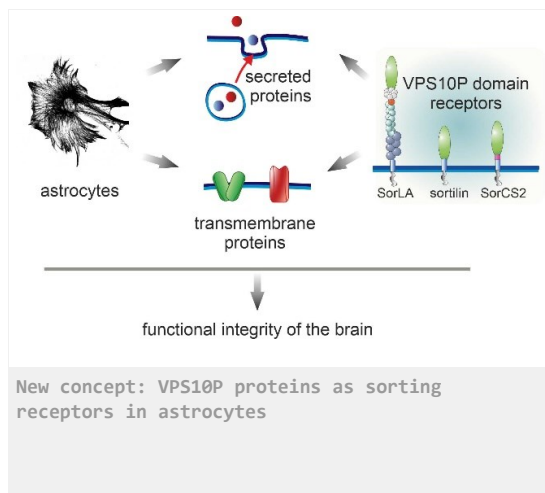 secreted
proteins
VPS10P domain
receptors
astrocytes
SorLA sortilin SorCS2
transmembrane
proteins
functional integrity of the brain
New concept: VPS10P proteins as sorting
receptors in astrocytes